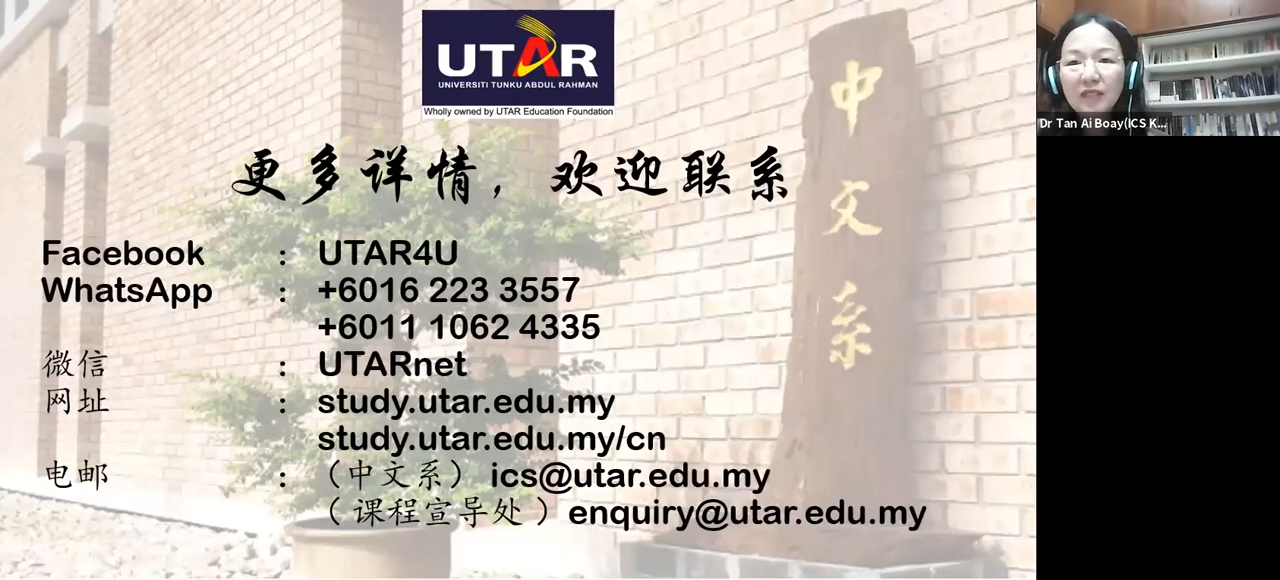 UTAR
UNIVERSITI TUNKU ABDUL RAHMAN
Wholly owned by UTAR Education Foundation
更多详情，欢迎联系
Facebook : UTAR4U
WhatsApp : +6016 223 3557
+6011 1062 4335
微信 : UTARnet
网址 : study.utar.edu.my
study.utar.edu.my/cn
电邮 : （中文系） ics@utar.edu.my
（课程宣导处） enquiry@utar.edu.my
中文系
Dr Tan Ai Boay(ICS K...